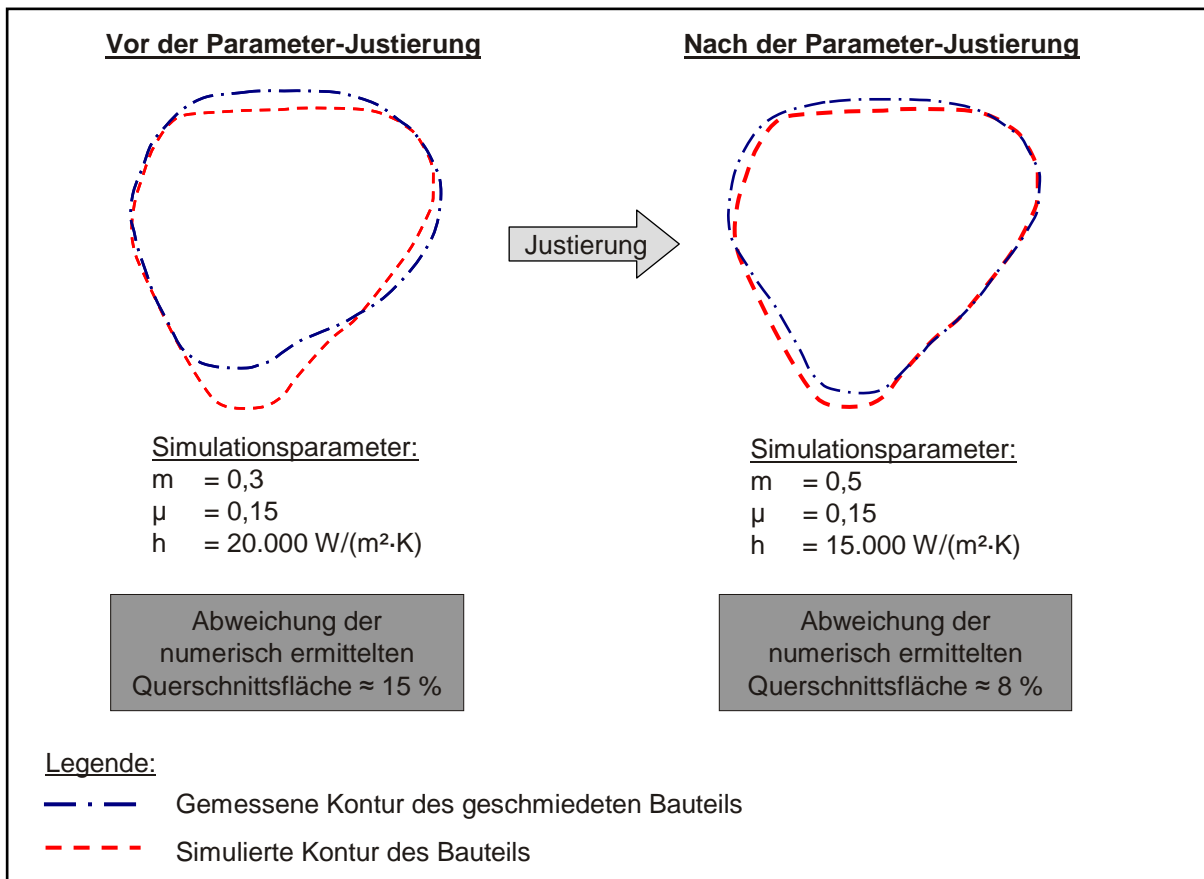 Vor der Parameter-Justierung
Nach der Parameter-Justierung
Justierung
Simulationsparameter:
m = 0,3
µ = 0,15
h = 20.000 W/(m²·K)
Simulationsparameter:
m = 0,5
µ = 0,15
h = 15.000 W/(m²·K)
Abweichung der
numerisch ermittelten
Querschnittsfläche ≈ 15 %
Abweichung der
numerisch ermittelten
Querschnittsfläche ≈ 8 %
Legende:
Gemessene Kontur des geschmiedeten Bauteils
Simulierte Kontur des Bauteils